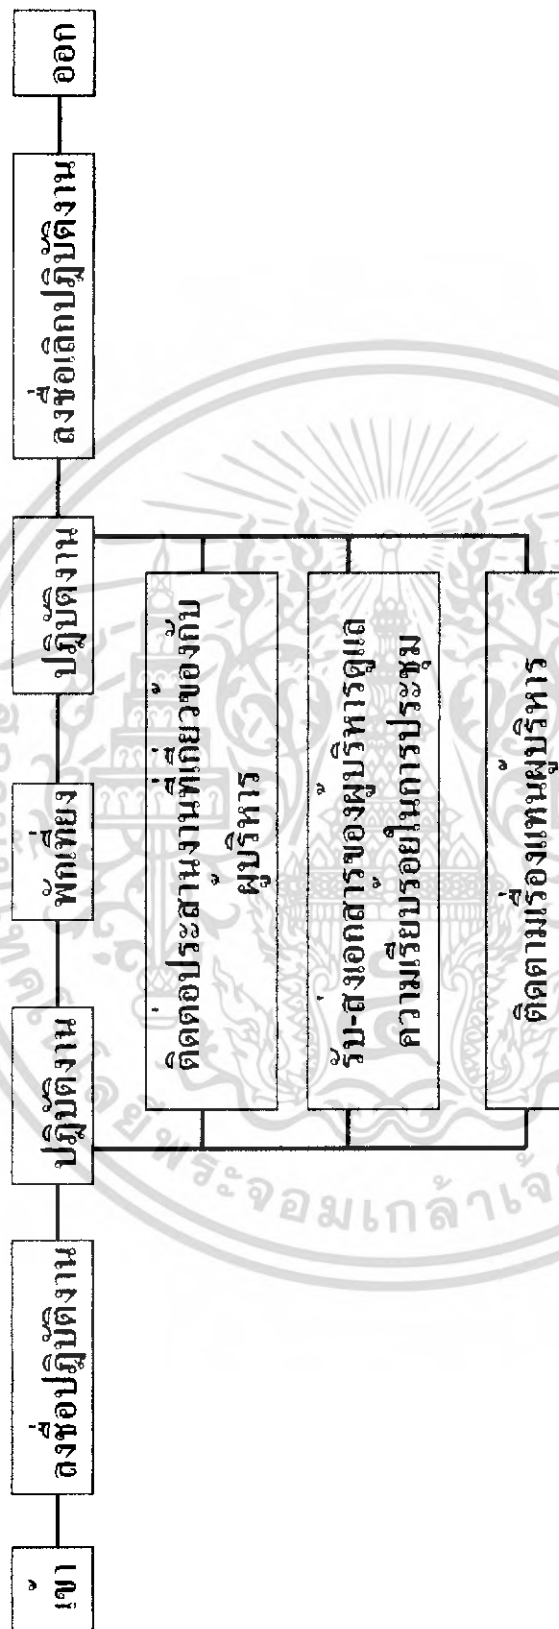 เข้า
ลงชื่อปฏิบัติงาน
ปฏิบัติงาน
พักเที่ยง
ปฏิบัติงาน
ลงชื่อเลิกปฏิบัติงาน
ออก
ติดต่อประสานงานที่เกี่ยวข้องกับ
ผู้บริหาร
รับ-ส่งเอกสารของผู้บริหารดูแล
ความเรียบร้อยในการประชุม
ติดตามเรื่องแทนผู้บริหาร